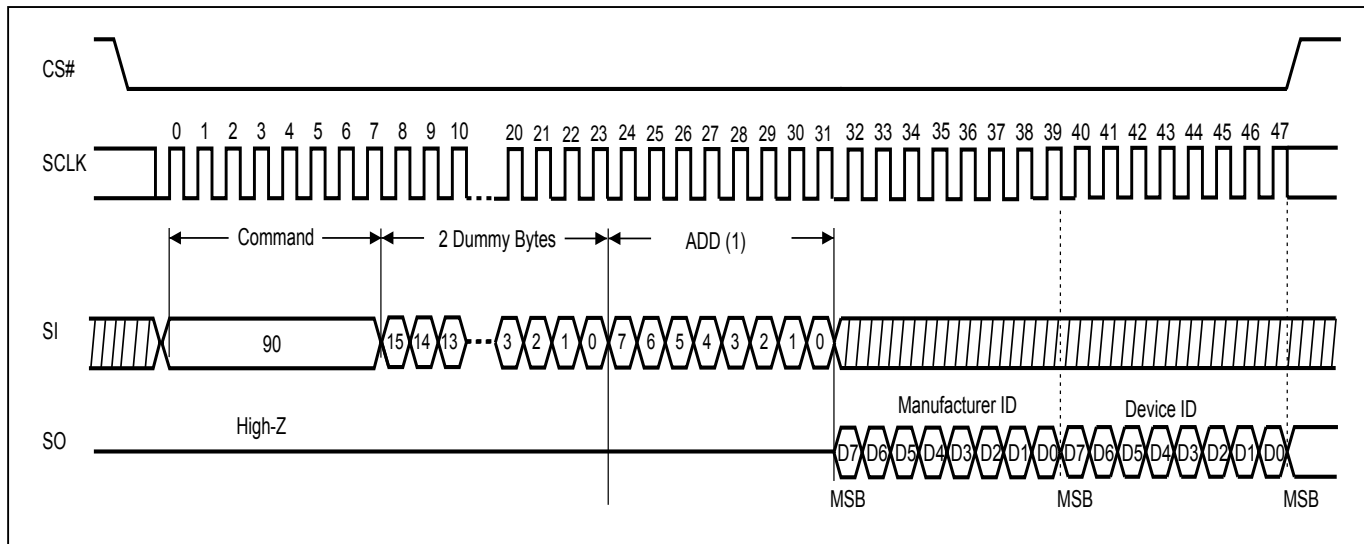 CS#
0 1 2 3 4 5 6 7 8 9 10 20 21 22 23 24 25 26 27 28 29 30 31 32 33 34 35 36 37 38 39 40 41 42 43 44 45 46 47
SCLK
Command 2 Dummy Bytes ADD (1)
SI 90 15 14 13 3 2 1 0 7 6 5 4 3 2 1 0
Manufacturer ID Device ID
High-Z
SO D7 D6 D5 D4 D3 D2 D1 D0 D7 D6 D5 D4 D3 D2 D1 D0
MSB MSB MSB